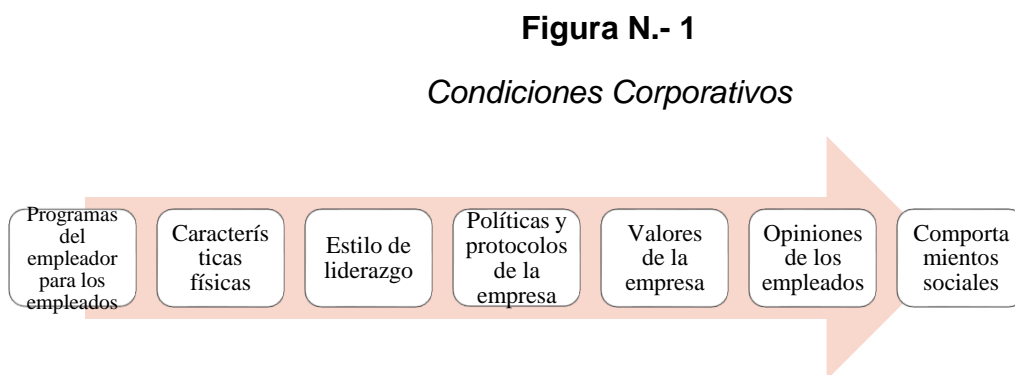 Figura N.- 1
Condiciones Corporativos
Programas
del
empleador
para los
empleados
Caracterís
ticas
físicas
Estilo de
liderazgo
Políticas y
protocolos
de la
empresa
Valores
de la
empresa
Opiniones
de los
empleados
Comporta
mientos
sociales